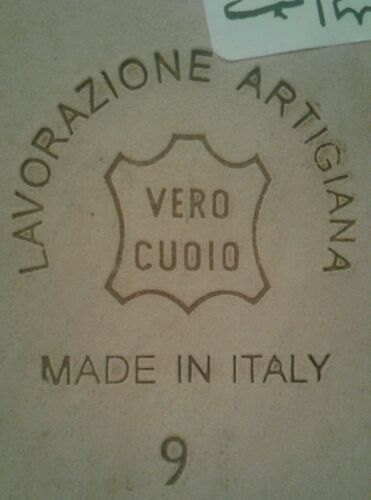 LAVORAZIONE ARTIGIANA
VERO
CUOIO
MADE IN ITALY
9